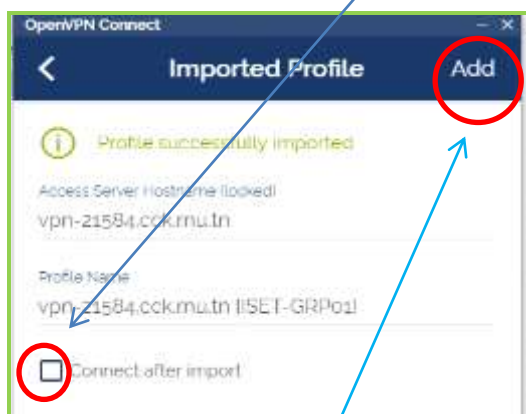 OpenVPN Connect
Imported Profile Add
Profile successfully imported
Access Server Hostname (locked)
vpn-21584.cck.rnu.tn
Profile Name
vpn-21584.cck.rnu.tn [ISET-GRP01]
Connect after import